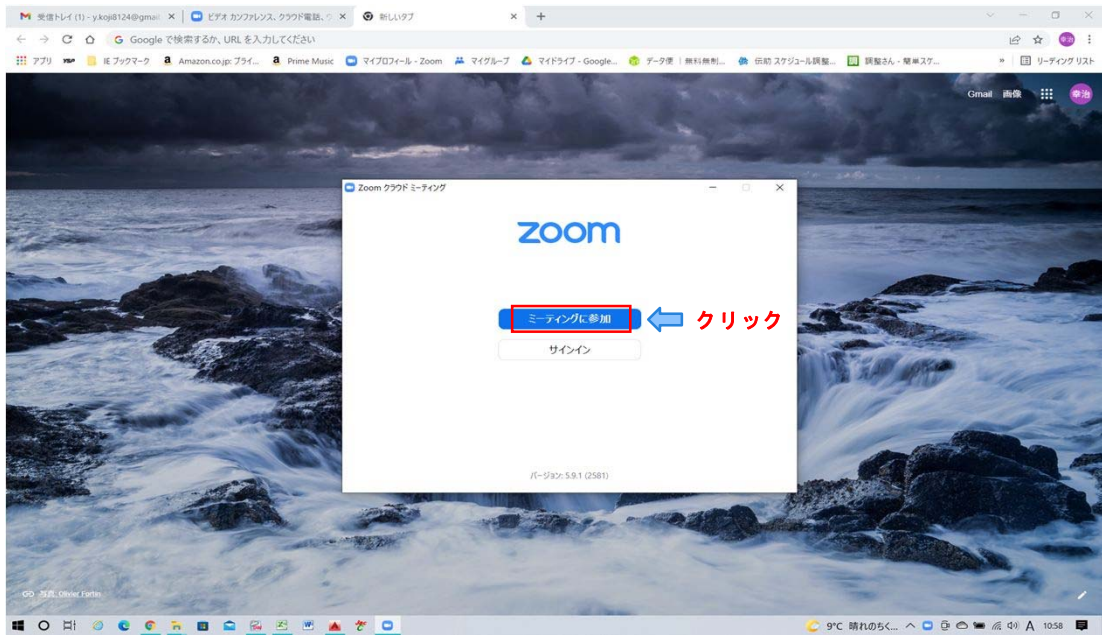 受信トレイ (1) - y.koji8124@gmail
ビデオ カンファレンス、クラウド電話、
新しいタブ
Google で検索するか、URL を入力してください
幸治
アプリ
IE ブックマーク
Amazon.co.jp: プライ...
Prime Music
マイプロフィール - Zoom
マイグループ
マイドライブ - Google...
データ便 | 無料無制...
伝助 スケジュール調整...
調整さん - 簡単スケ...
»
リーディング リスト
Gmail 画像
幸治
Zoom クラウド ミーティング
zoom
ミーティングに参加
クリック
サインイン
バージョン: 5.9.1 (2581)
写真: Olivier Fortin
9°C 晴れのちく... A 10:58